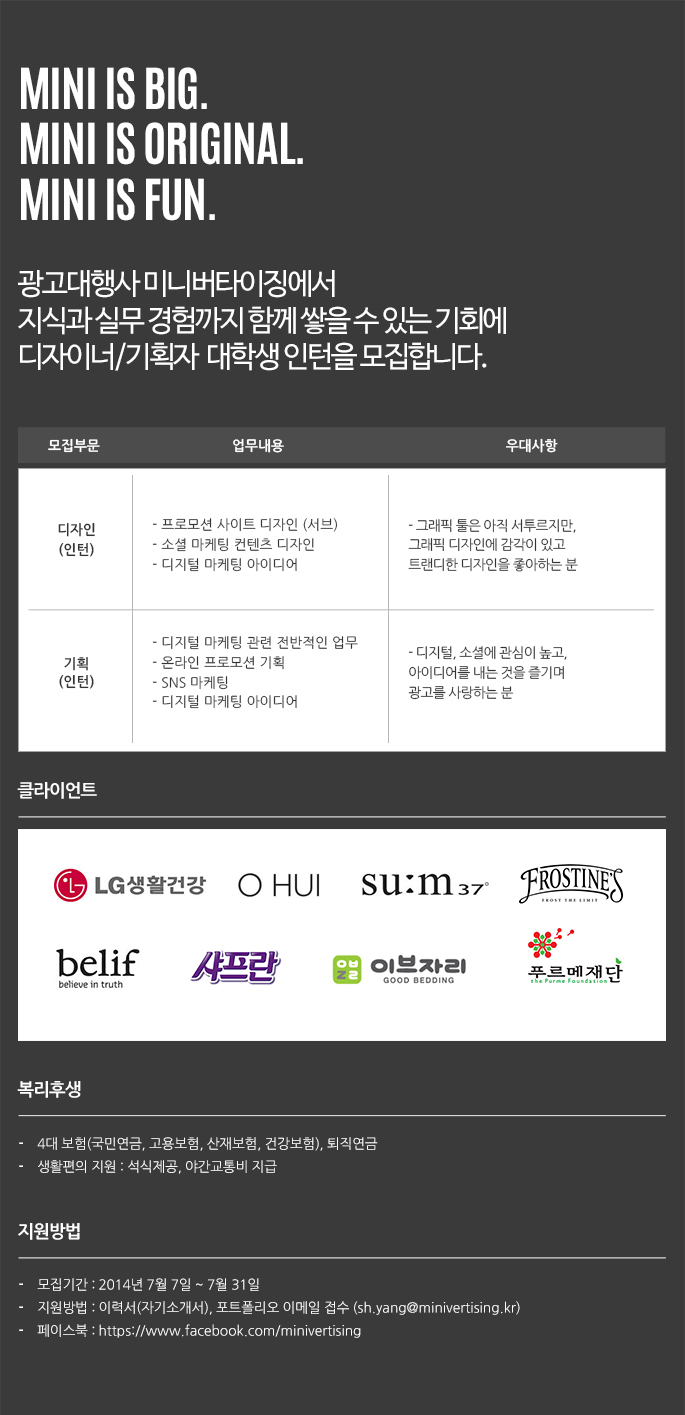 MINI IS BIG.
MINI IS ORIGINAL.
MINI IS FUN.
광고대행사 미니버타이징에서
지식과 실무 경험까지 함께 쌓을 수 있는 기회에
디자이너/기획자 대학생 인턴을 모집합니다.
모집부문 업무내용 우대사항
디자인
(인턴)
- 프로모션 사이트 디자인 (서브)
- 소셜 마케팅 컨텐츠 디자인
- 디지털 마케팅 아이디어
- 그래픽 툴은 아직 서투르지만,
그래픽 디자인에 감각이 있고
트랜디한 디자인을 좋아하는 분
기획
(인턴)
- 디지털 마케팅 관련 전반적인 업무
- 온라인 프로모션 기획
- SNS 마케팅
- 디지털 마케팅 아이디어
- 디지털, 소셜에 관심이 높고,
아이디어를 내는 것을 즐기며
광고를 사랑하는 분
클라이언트
LG LG생활건강 O HUI su:m 37° FROSTINE'S
FROST THE LIMIT
belif
believe in truth
샤프란
이브자리
GOOD BEDDING
푸르메재단
the Purme Foundation
복리후생
- 4대 보험(국민연금, 고용보험, 산재보험, 건강보험), 퇴직연금
- 생활편의 지원 : 석식제공, 야간교통비 지급
지원방법
- 모집기간 : 2014년 7월 7일 ~ 7월 31일
- 지원방법 : 이력서(자기소개서), 포트폴리오 이메일 접수 (sh.yang@minivertising.kr)
- 페이스북 : https://www.facebook.com/minivertising